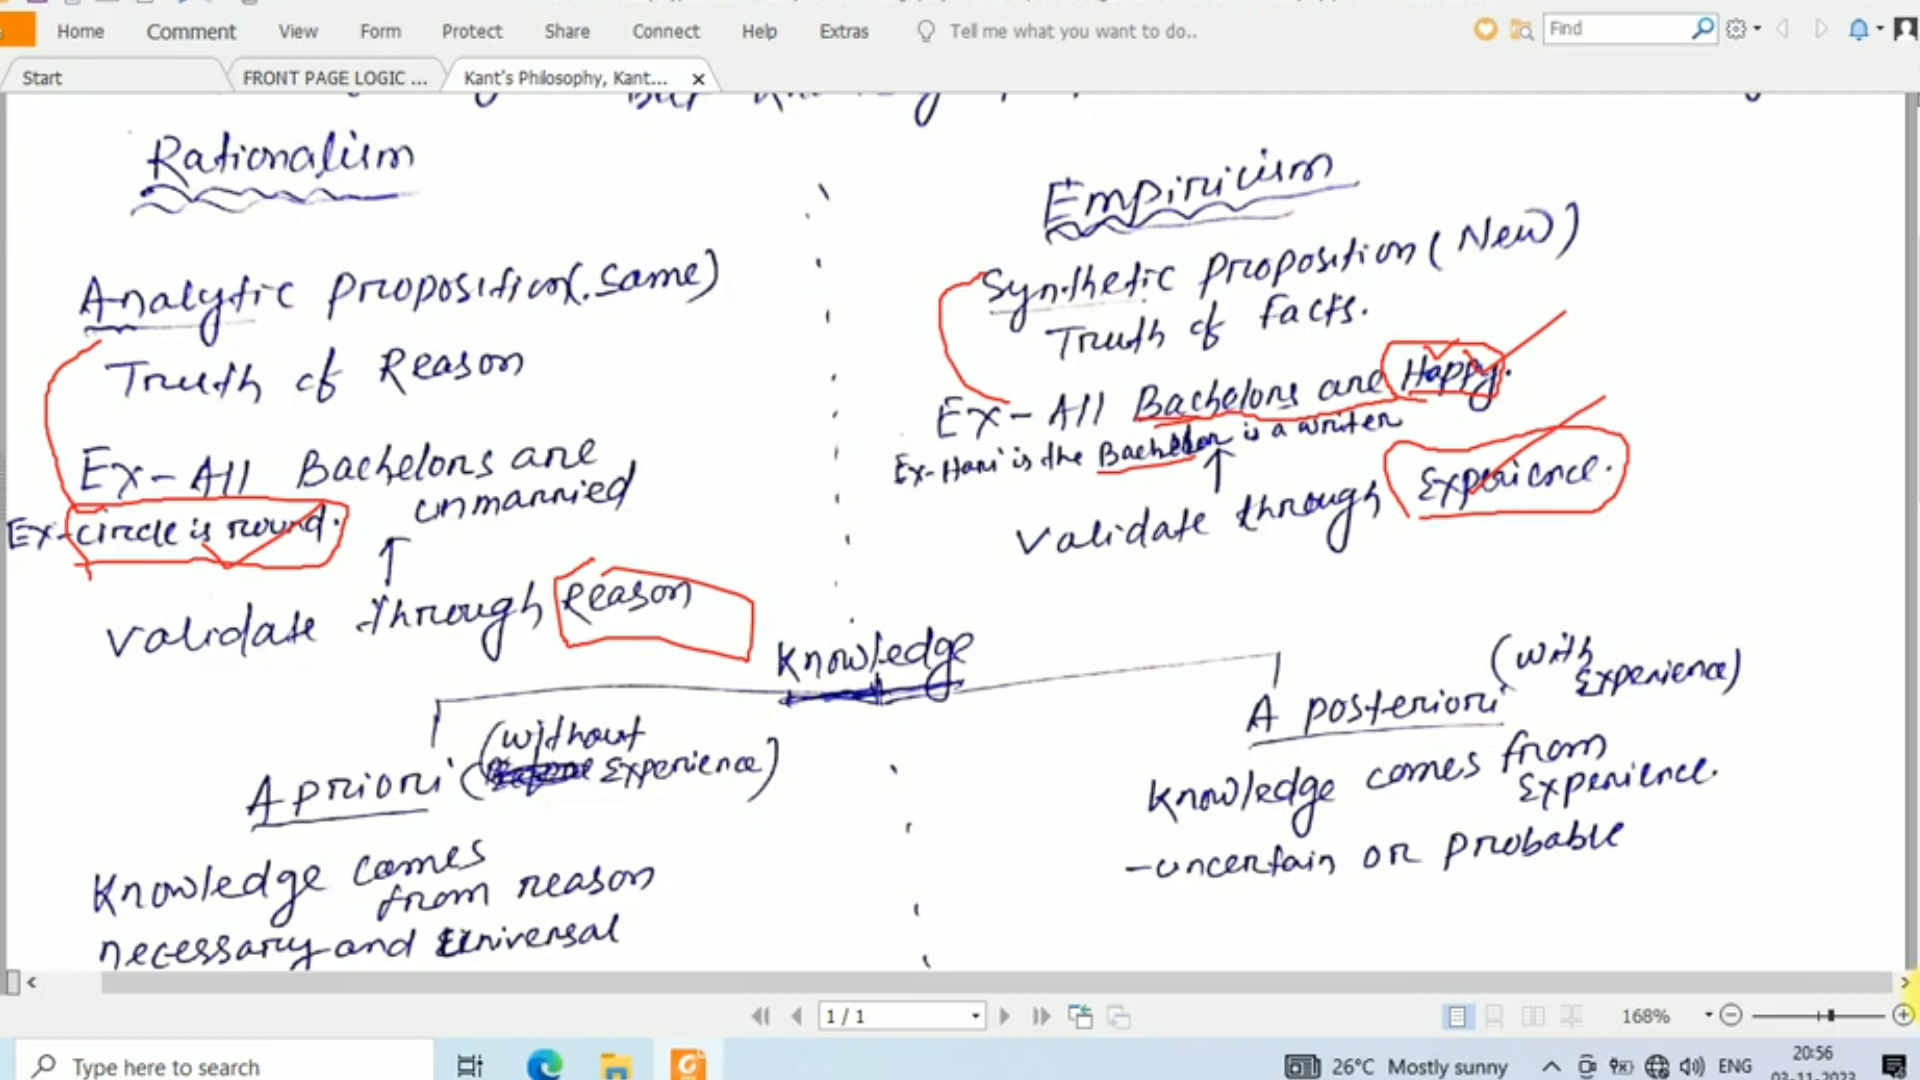 Home Comment View Form Protect Share Connect Help Extras Tell me what you want to do.. Find
Start FRONT PAGE LOGIC ... Kant's Philosophy, Kant... ×
Rationalism
Analytic proposition(same)
Truth of Reason
Ex- All Bachelors are
unmarried
Ex-circle is round.
validate through Reason
Empiricism
Synthetic proposition (New)
Truth of facts.
Ex- All Bachelors are Happy.
Ex-Hari is the Bachelor is a writer
validate through Experience.
Knowledge
A priori (without
Experience)
Knowledge comes
from reason
necessary and universal
A posteriori (with
Experience)
Knowledge comes from
Experience.
-uncertain or probable
1 / 1 168%
Type here to search 26°C Mostly sunny ENG 20:56
03-11-2023